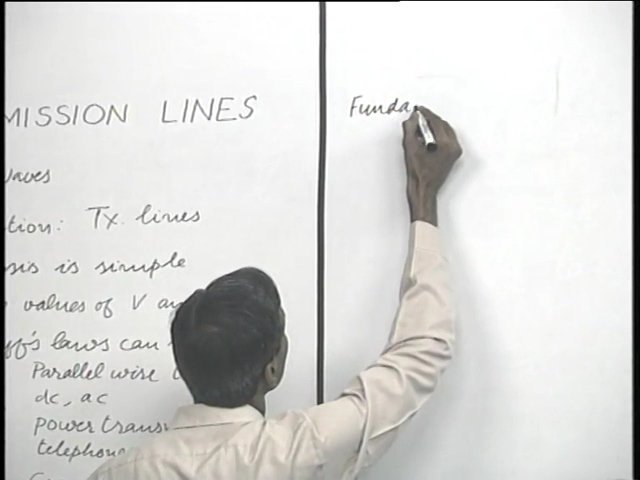 MISSION LINES
waves
tion: Tx. lines
sis is simple
values of V an
ff's laws can
Parallel wire
dc, ac
power trans
telephon
Funda